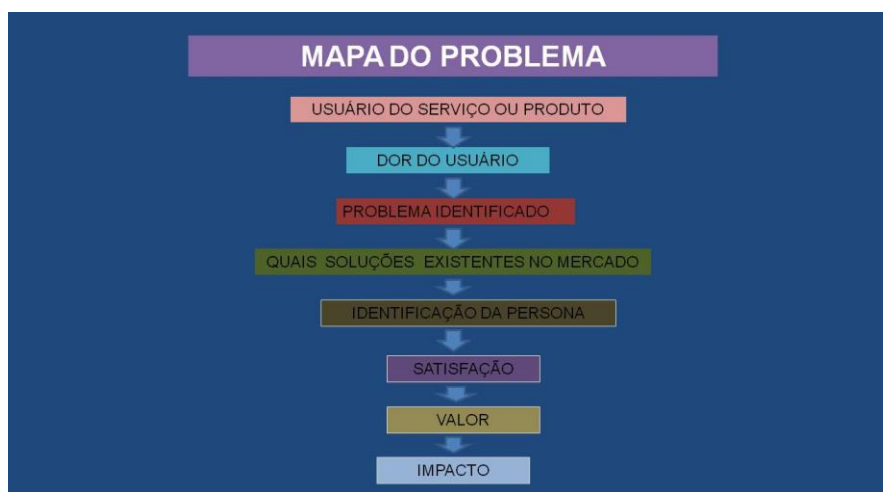 MAPA DO PROBLEMA
USUÁRIO DO SERVIÇO OU PRODUTO
DOR DO USUÁRIO
PROBLEMA IDENTIFICADO
QUAIS SOLUÇÕES EXISTENTES NO MERCADO
IDENTIFICAÇÃO DA PERSONA
SATISFAÇÃO
VALOR
IMPACTO